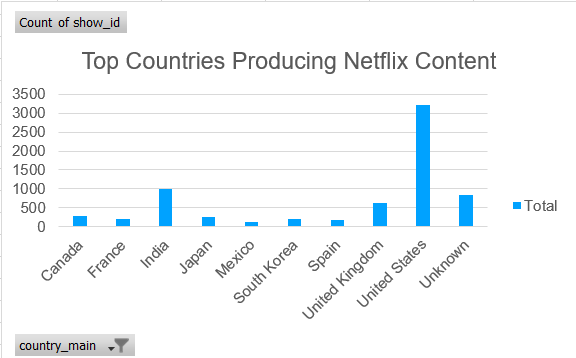 Count of show_id
Top Countries Producing Netflix Content
3500
3000
2500
2000
1500
1000
500
0
Canada
France
India
Japan
Mexico
South Korea
Spain
United Kingdom
United States
Unknown
Total
country_main